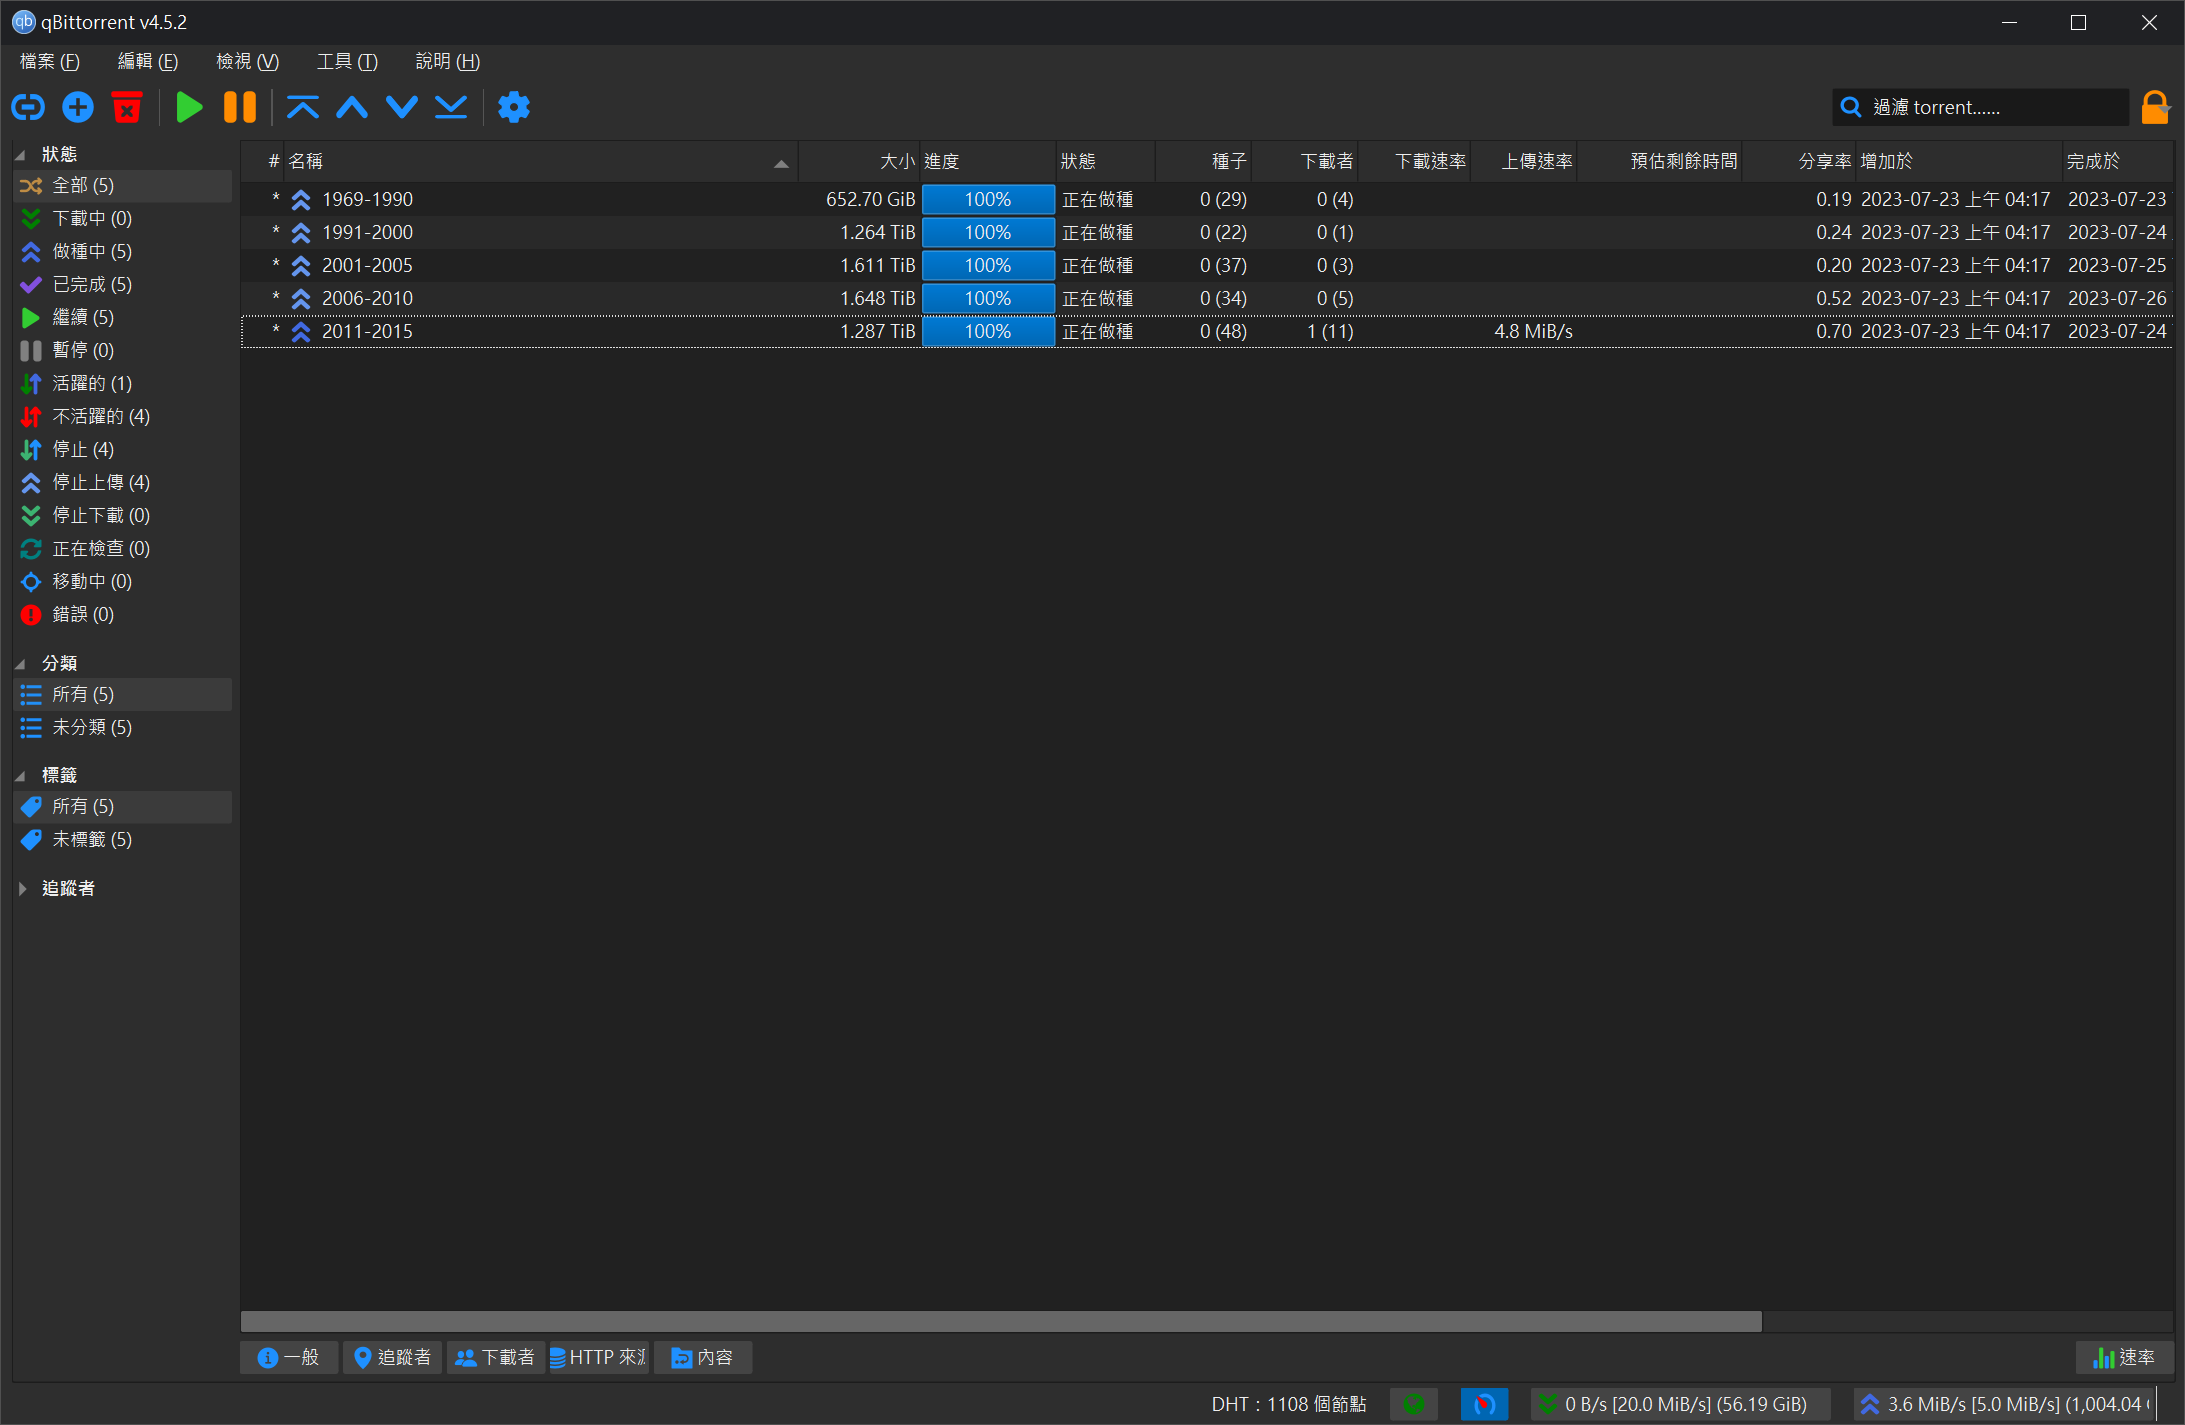 qBittorrent v4.5.2
檔案 (F) 編輯 (E) 檢視 (V) 工具 (T) 說明 (H)
過濾 torrent......
狀態
全部 (5)
下載中 (0)
做種中 (5)
已完成 (5)
繼續 (5)
暫停 (0)
活躍的 (1)
不活躍的 (4)
停止 (4)
停止上傳 (4)
停止下載 (0)
正在檢查 (0)
移動中 (0)
錯誤 (0)
分類
所有 (5)
未分類 (5)
標籤
所有 (5)
未標籤 (5)
追蹤者
# 名稱 大小 進度 狀態 種子 下載者 下載速率 上傳速率 預估剩餘時間 分享率 增加於 完成於
* 1969-1990 652.70 GiB 100% 正在做種 0 (29) 0 (4) 0.19 2023-07-23 上午 04:17 2023-07-23
* 1991-2000 1.264 TiB 100% 正在做種 0 (22) 0 (1) 0.24 2023-07-23 上午 04:17 2023-07-24
* 2001-2005 1.611 TiB 100% 正在做種 0 (37) 0 (3) 0.20 2023-07-23 上午 04:17 2023-07-25
* 2006-2010 1.648 TiB 100% 正在做種 0 (34) 0 (5) 0.52 2023-07-23 上午 04:17 2023-07-26
* 2011-2015 1.287 TiB 100% 正在做種 0 (48) 1 (11) 4.8 MiB/s 0.70 2023-07-23 上午 04:17 2023-07-24
一般 追蹤者 下載者 HTTP 來 內容 速率
DHT：1108 個節點 0 B/s [20.0 MiB/s] (56.19 GiB) 3.6 MiB/s [5.0 MiB/s] (1,004.04